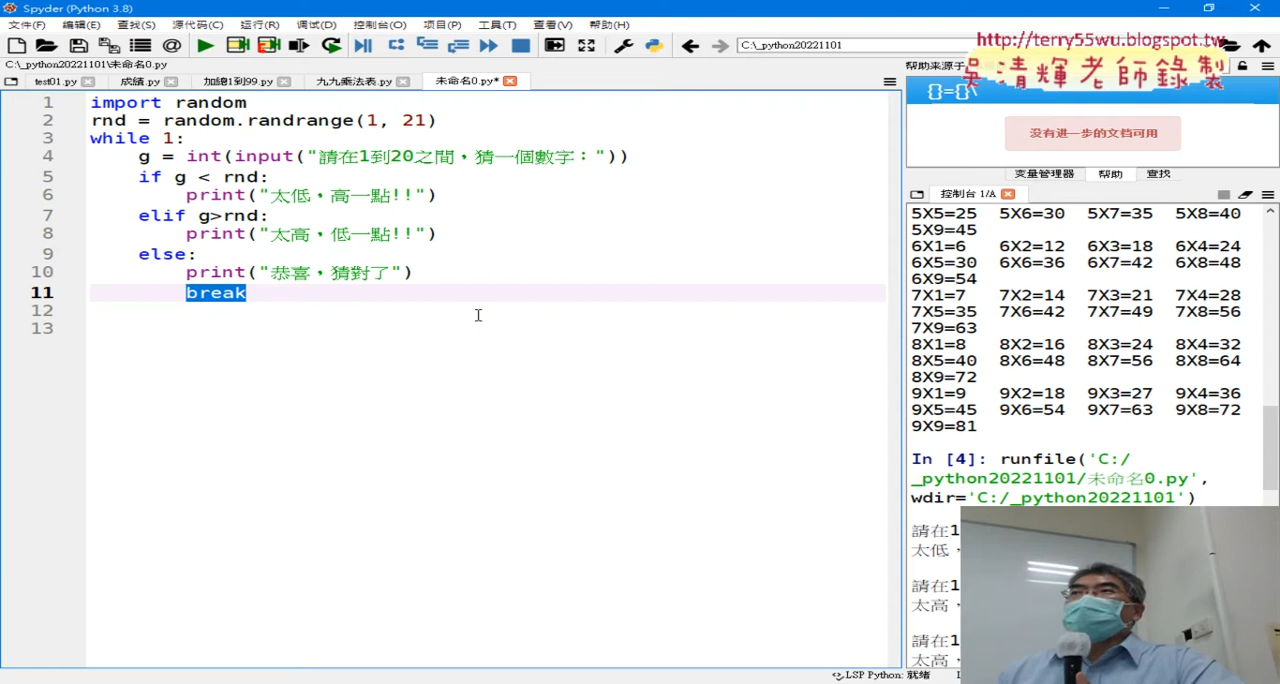 Spyder (Python 3.8)
文件(F) 编辑(E) 查找(S) 源代码(C) 运行(R) 调试(D) 控制台(O) 项目(P) 工具(T) 查看(V) 帮助(H)
C:\_python20221101
http://terry55wu.blogspot.tw
吳清輝老師錄製
C:\_python20221101\未命名0.py
帮助来源于
test01.py 成績.py 加總1到99.py 九九乘法表.py 未命名0.py*
1 import random
2 rnd = random.randrange(1, 21)
3 while 1:
4 g = int(input("請在1到20之間，猜一個數字："))
5 if g < rnd:
6 print("太低，高一點!!")
7 elif g>rnd:
8 print("太高，低一點!!")
9 else:
10 print("恭喜，猜對了")
11 break
12
13
{}={}\
没有进一步的文档可用
变量管理器 帮助 查找
控制台 1/A
5X5=25 5X6=30 5X7=35 5X8=40
5X9=45
6X1=6 6X2=12 6X3=18 6X4=24
6X5=30 6X6=36 6X7=42 6X8=48
6X9=54
7X1=7 7X2=14 7X3=21 7X4=28
7X5=35 7X6=42 7X7=49 7X8=56
7X9=63
8X1=8 8X2=16 8X3=24 8X4=32
8X5=40 8X6=48 8X7=56 8X8=64
8X9=72
9X1=9 9X2=18 9X3=27 9X4=36
9X5=45 9X6=54 9X7=63 9X8=72
9X9=81
In [4]: runfile('C:/
_python20221101/未命名0.py',
wdir='C:/_python20221101')
請在1
太低，
請在1
太高，
請在1
太高，
LSP Python: 就绪